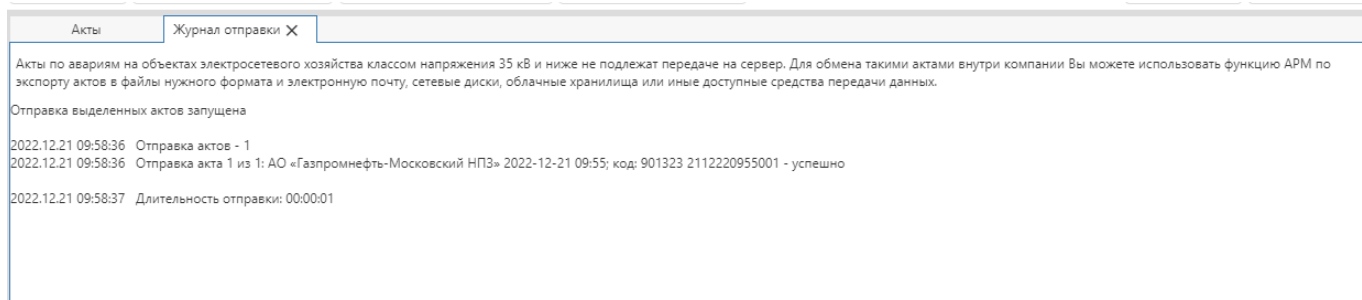 Акты
Журнал отправки X
Акты по авариям на объектах электросетевого хозяйства классом напряжения 35 кВ и ниже не подлежат передаче на сервер. Для обмена такими актами внутри компании Вы можете использовать функцию АРМ по
экспорту актов в файлы нужного формата и электронную почту, сетевые диски, облачные хранилища или иные доступные средства передачи данных.
Отправка выделенных актов запущена
2022.12.21 09:58:36 Отправка актов - 1
2022.12.21 09:58:36 Отправка акта 1 из 1: АО «Газпромнефть-Московский НПЗ» 2022-12-21 09:55; код: 901323 2112220955001 - успешно
2022.12.21 09:58:37 Длительность отправки: 00:00:01